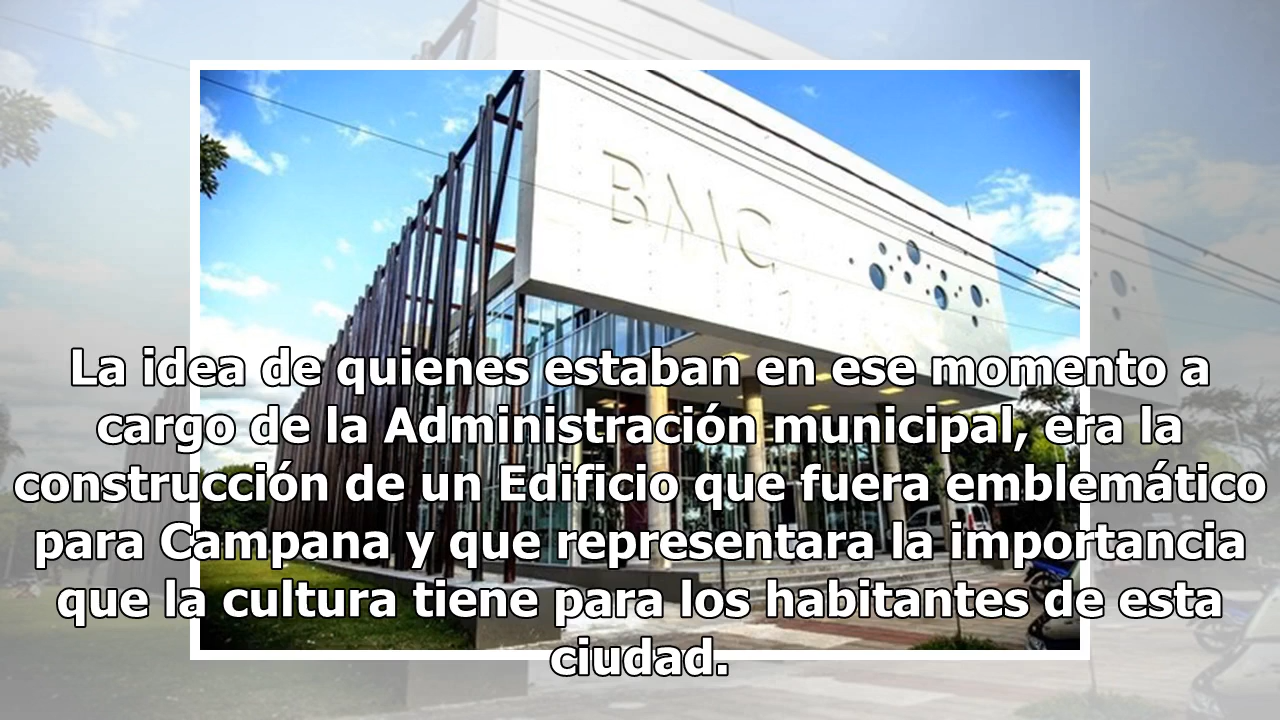 BMC
La idea de quienes estaban en ese momento a
cargo de la Administración municipal, era la
construcción de un Edificio que fuera emblemático
para Campana y que representara la importancia
que la cultura tiene para los habitantes de esta
ciudad.